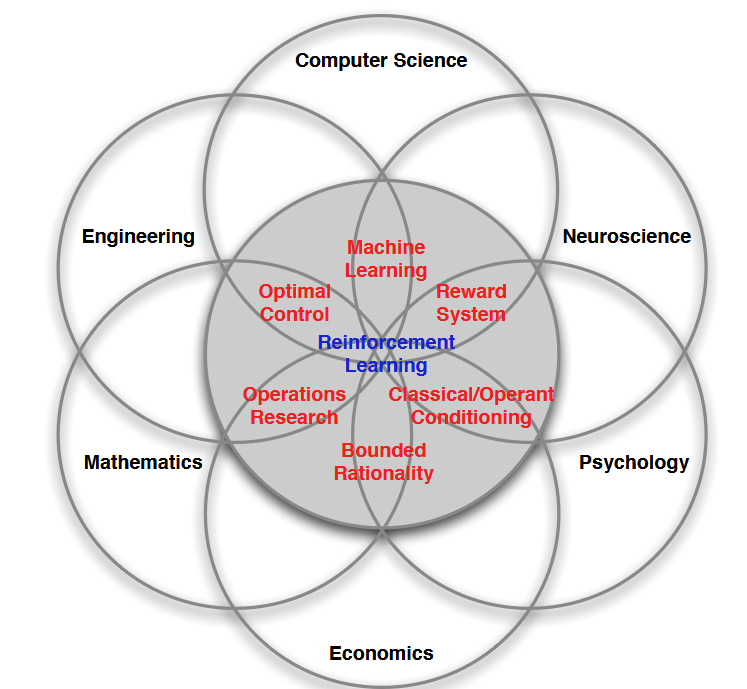 Computer Science
Engineering
Neuroscience
Machine
Learning
Optimal
Control
Reward
System
Reinforcement
Learning
Operations
Research
Classical/Operant
Conditioning
Bounded
Rationality
Mathematics
Psychology
Economics